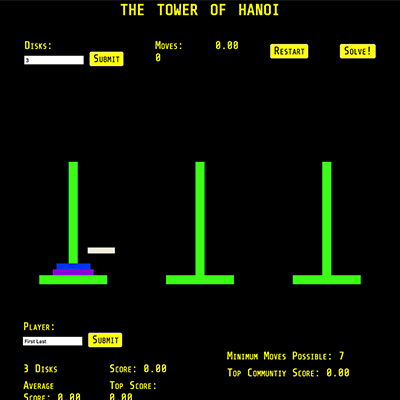 THE TOWER OF HANOI
Disks:
3
Submit
Moves:
0
0.00
Restart
Solve!
Player:
First Last
Submit
3 Disks
Score: 0.00
Average
Score: 0.00
Top Score:
0.00
Minimum Moves Possible: 7
Top Communtiy Score: 0.00